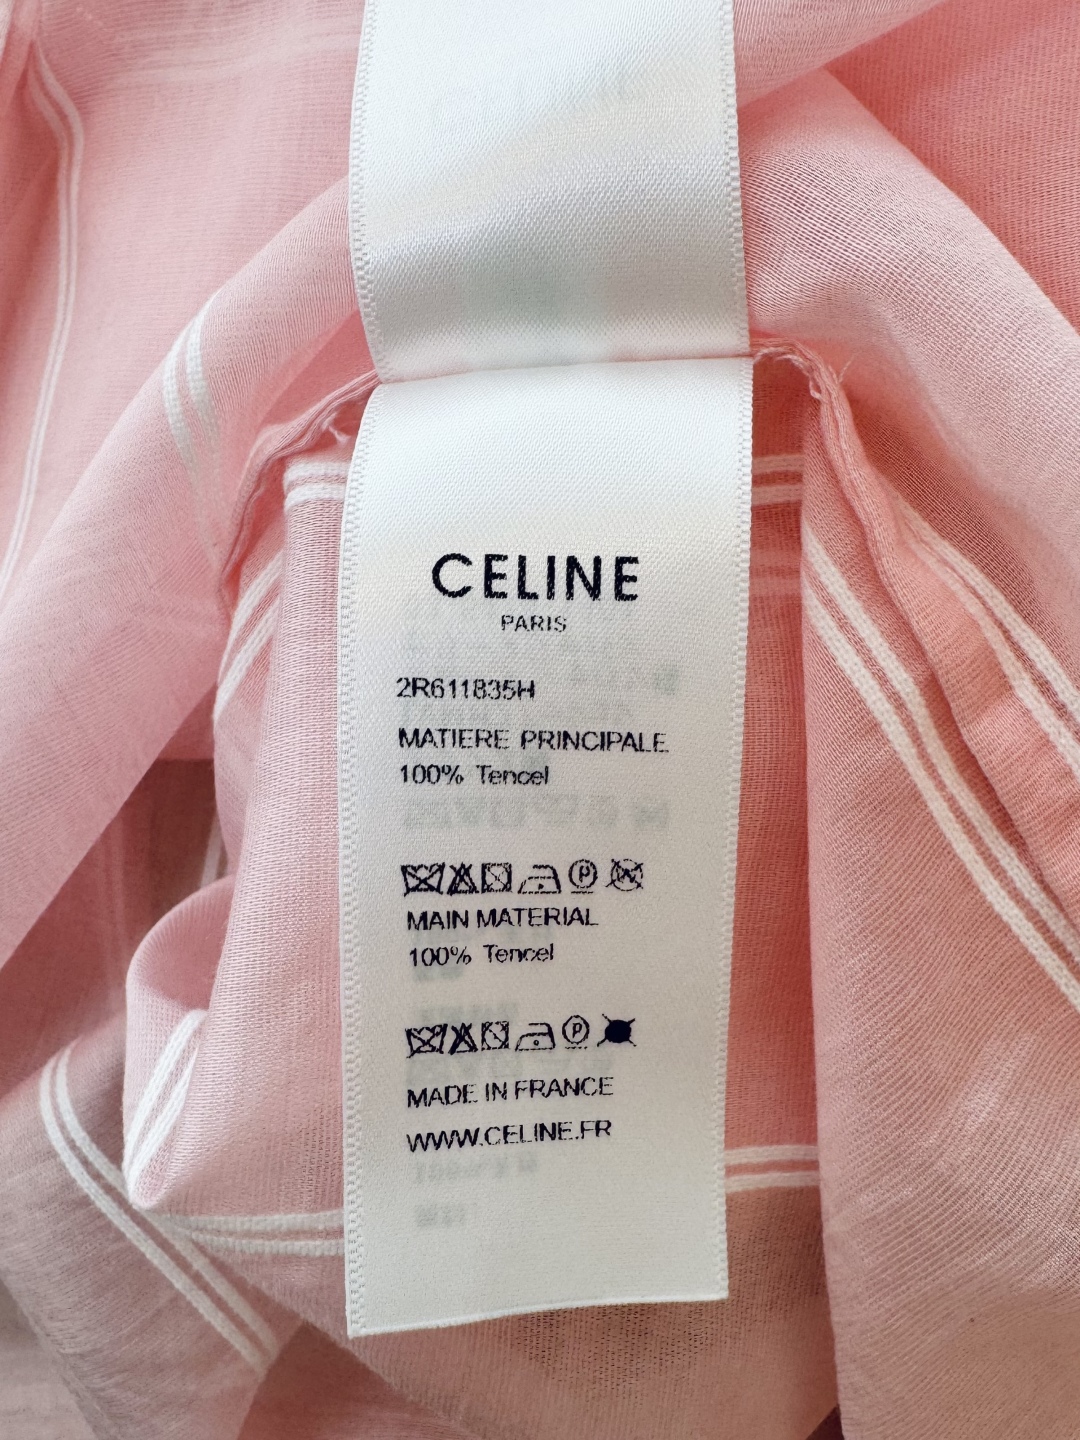 CELINE
PARIS
2R611835H
MATIERE PRINCIPALE
100% Tencel
P
MAIN MATERIAL
100% Tencel
P
MADE IN FRANCE
WWW.CELINE.FR